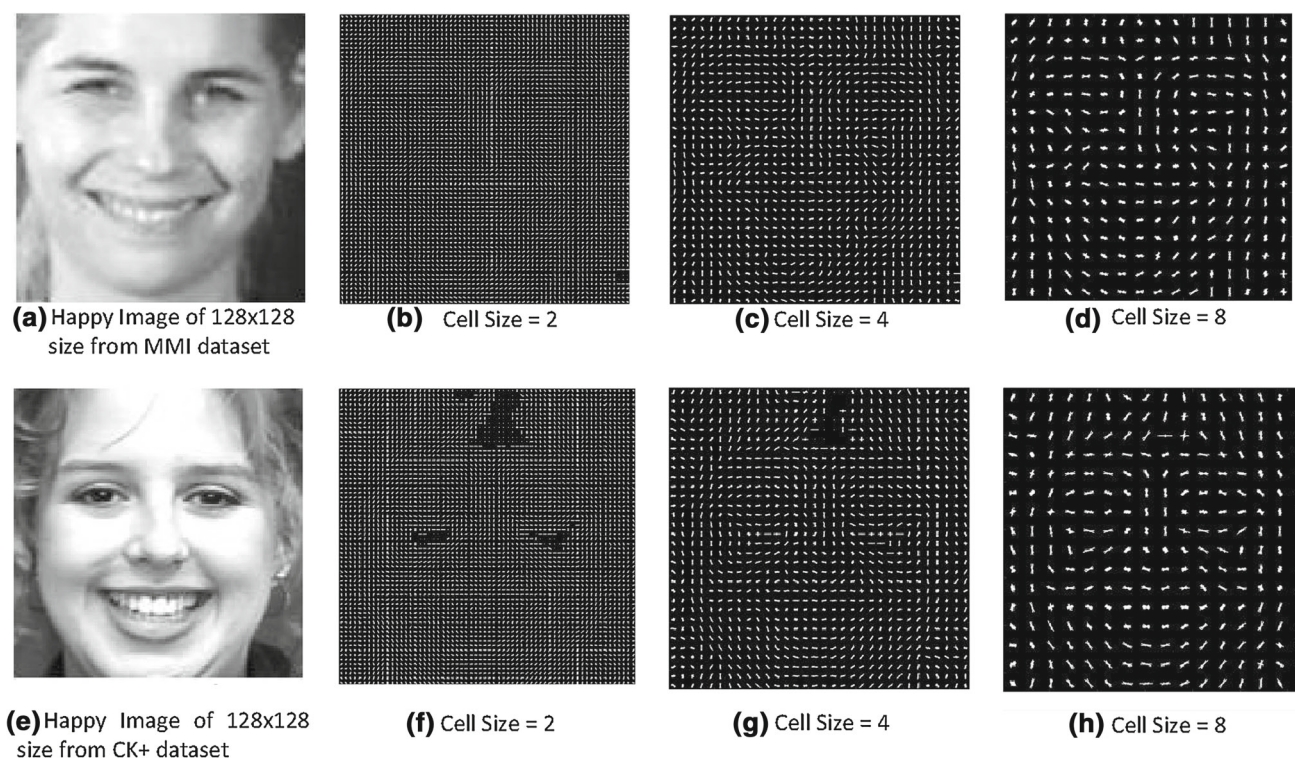 (a) Happy Image of 128x128
size from MMI dataset
(b) Cell Size = 2
(c) Cell Size = 4
(d) Cell Size = 8
(e) Happy Image of 128x128
size from CK+ dataset
(f) Cell Size = 2
(g) Cell Size = 4
(h) Cell Size = 8